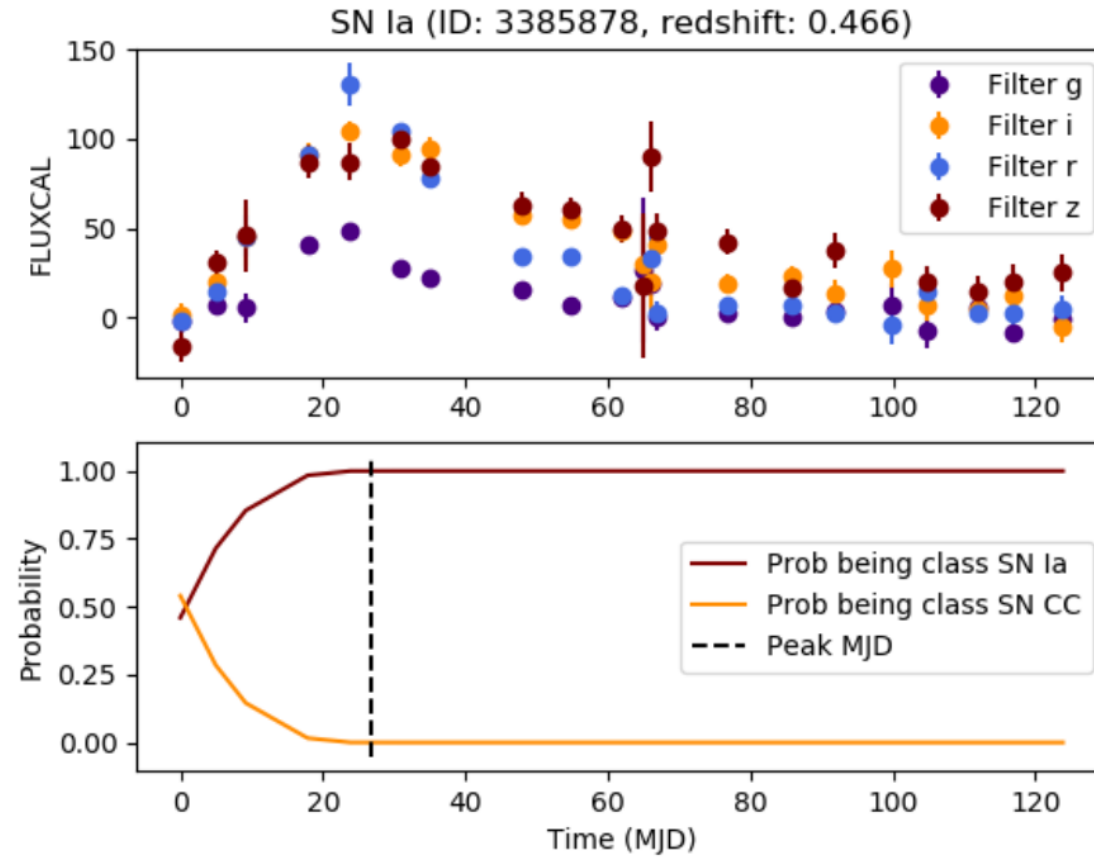 SN Ia (ID: 3385878, redshift: 0.466)
150
100
50
0
FLUXCAL
Filter g
Filter i
Filter r
Filter z
0 20 40 60 80 100 120
1.00
0.75
0.50
0.25
0.00
Probability
Prob being class SN Ia
Prob being class SN CC
Peak MJD
0 20 40 60 80 100 120
Time (MJD)